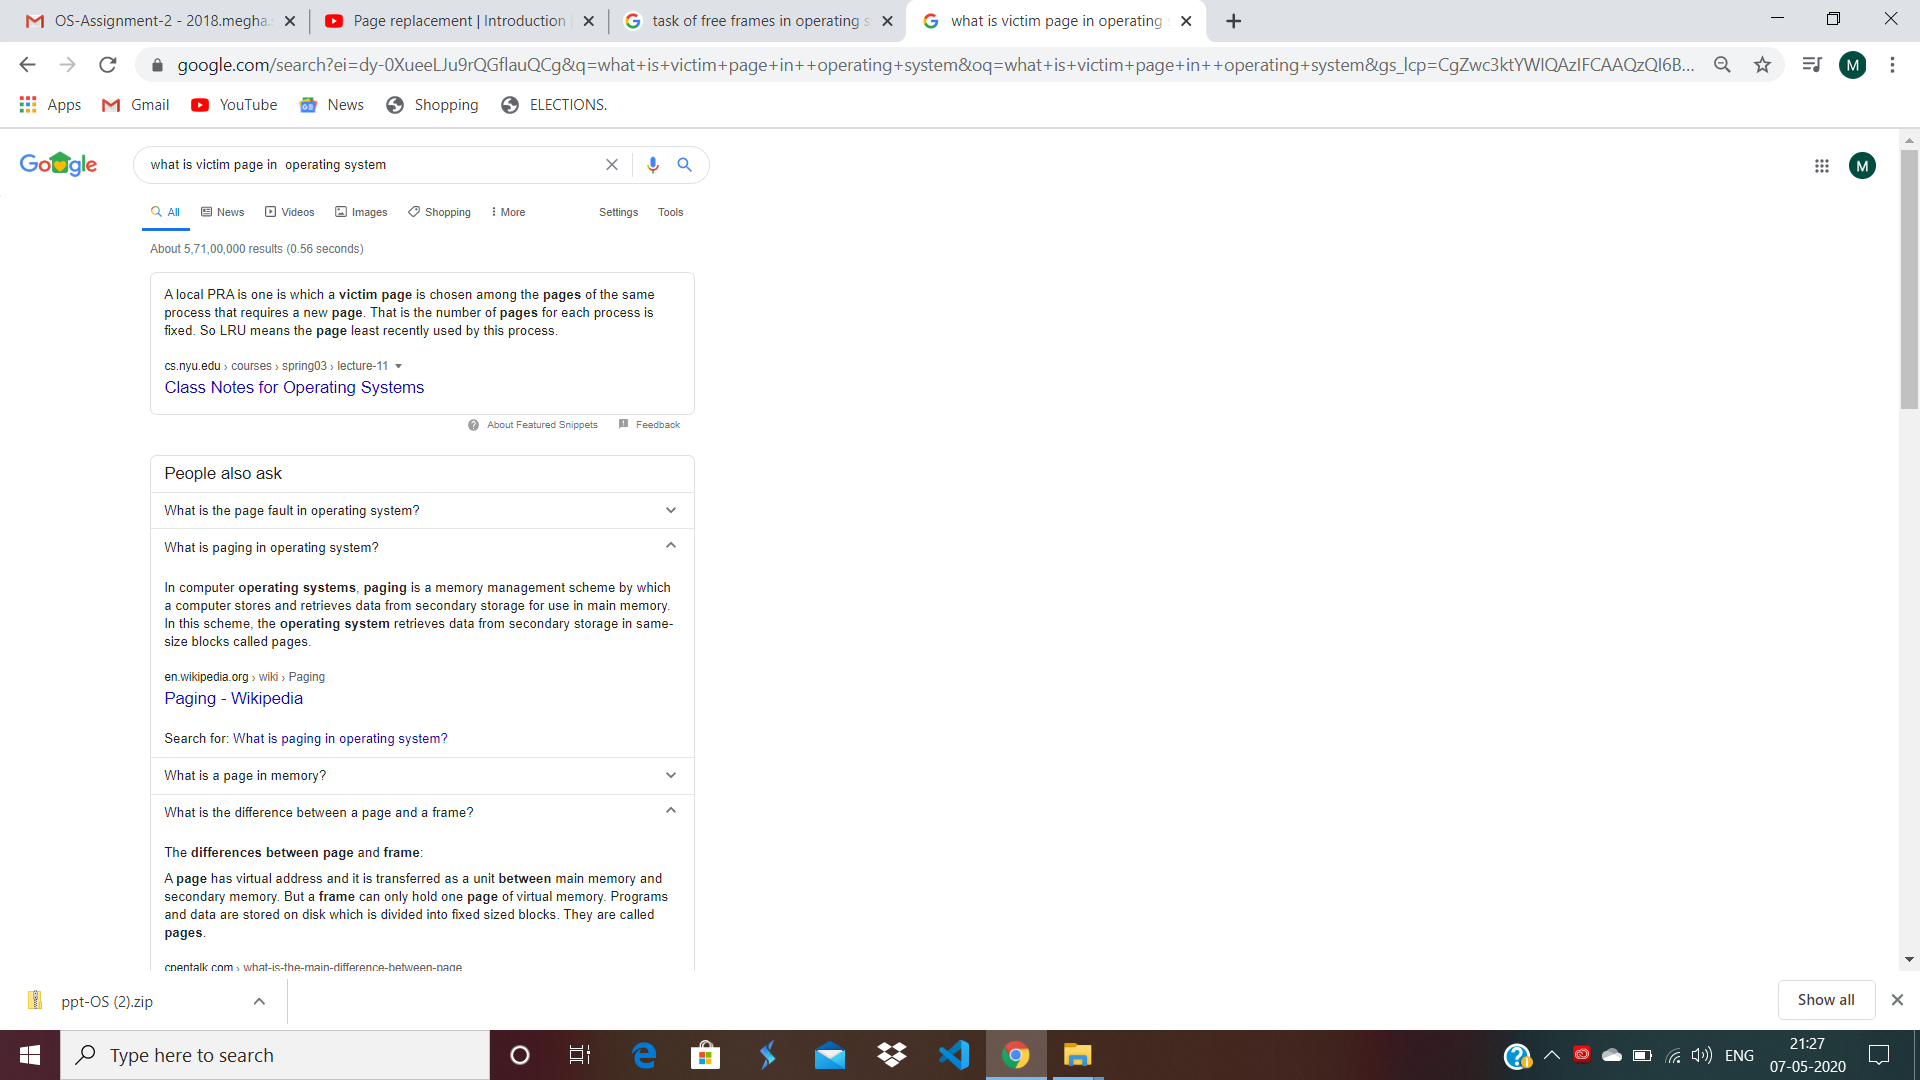 OS-Assignment-2 - 2018.megha.s
Page replacement | Introduction |
task of free frames in operating s
what is victim page in operating
google.com/search?ei=dy-0XueeLJu9rQGflauQCg&q=what+is+victim+page+in++operating+system&oq=what+is+victim+page+in++operating+system&gs_lcp=CgZwc3ktYWIQAzIFCAAQzQI6B...
M
Apps
Gmail
YouTube
News
Shopping
ELECTIONS.
Google
what is victim page in  operating system
M
All
News
Videos
Images
Shopping
More
Settings
Tools
About 5,71,00,000 results (0.56 seconds)
A local PRA is one is which a victim page is chosen among the pages of the same
process that requires a new page. That is the number of pages for each process is
fixed. So LRU means the page least recently used by this process.
cs.nyu.edu › courses › spring03 › lecture-11
Class Notes for Operating Systems
About Featured Snippets
Feedback
People also ask
What is the page fault in operating system?
What is paging in operating system?
In computer operating systems, paging is a memory management scheme by which
a computer stores and retrieves data from secondary storage for use in main memory.
In this scheme, the operating system retrieves data from secondary storage in same-
size blocks called pages.
en.wikipedia.org › wiki › Paging
Paging - Wikipedia
Search for: What is paging in operating system?
What is a page in memory?
What is the difference between a page and a frame?
The differences between page and frame:
A page has virtual address and it is transferred as a unit between main memory and
secondary memory. But a frame can only hold one page of virtual memory. Programs
and data are stored on disk which is divided into fixed sized blocks. They are called
pages.
cpentalk.com › what-is-the-main-difference-between-page
ppt-OS (2).zip
Show all
Type here to search
ENG
21:27
07-05-2020